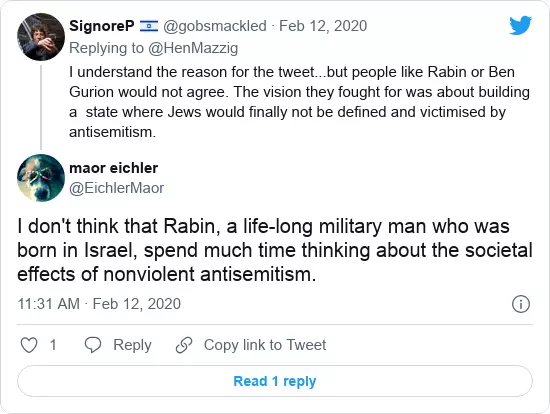 SignoreP 🇮🇱 @gobsmackled · Feb 12, 2020
Replying to @HenMazzig
I understand the reason for the tweet...but people like Rabin or Ben
Gurion would not agree. The vision they fought for was about building
a state where Jews would finally not be defined and victimised by
antisemitism.
maor eichler
@EichlerMaor
I don't think that Rabin, a life-long military man who was
born in Israel, spend much time thinking about the societal
effects of nonviolent antisemitism.
11:31 AM · Feb 12, 2020
1 Reply Copy link to Tweet
Read 1 reply